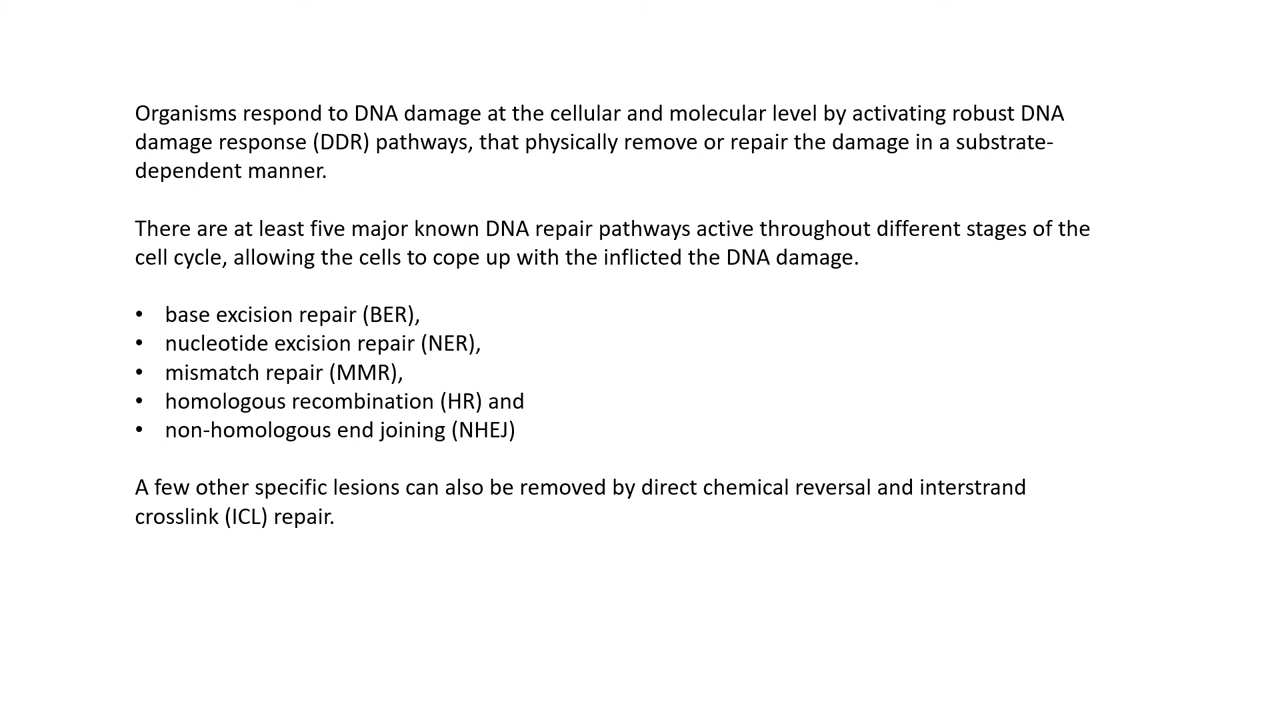 Organisms respond to DNA damage at the cellular and molecular level by activating robust DNA
damage response (DDR) pathways, that physically remove or repair the damage in a substrate-
dependent manner.
There are at least five major known DNA repair pathways active throughout different stages of the
cell cycle, allowing the cells to cope up with the inflicted the DNA damage.
• base excision repair (BER),
• nucleotide excision repair (NER),
• mismatch repair (MMR),
• homologous recombination (HR) and
• non-homologous end joining (NHEJ)
A few other specific lesions can also be removed by direct chemical reversal and interstrand
crosslink (ICL) repair.